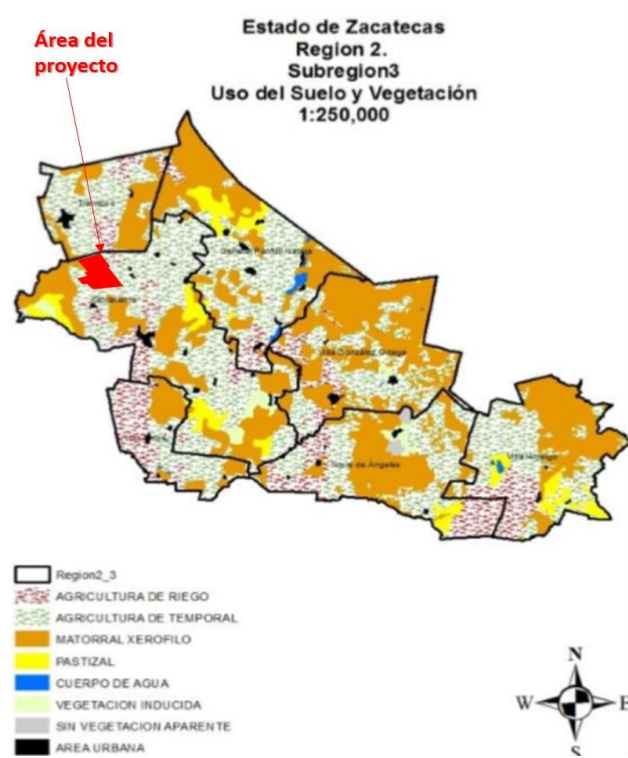 Estado de Zacatecas
Region 2.
Subregion3
Uso del Suelo y Vegetación
1:250,000
Área del
proyecto
Villa González Ortega
Noria de Ángeles
Villa Hidalgo
Region2_3
AGRICULTURA DE RIEGO
AGRICULTURA DE TEMPORAL
MATORRAL XEROFILO
PASTIZAL
CUERPO DE AGUA
VEGETACION INDUCIDA
SIN VEGETACION APARENTE
AREA URBANA
N
W
E
S